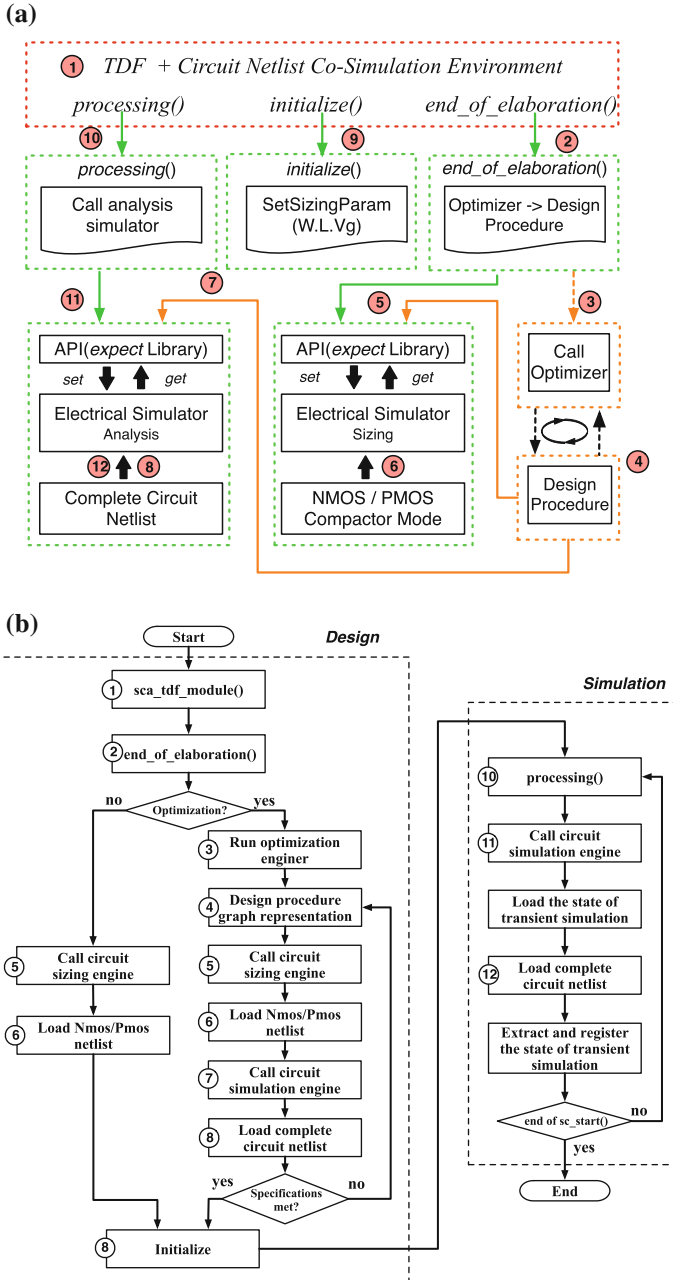 (a)
1 TDF + Circuit Netlist Co-Simulation Environment
processing() initialize() end_of_elaboration()
10 9 2
processing() initialize() end_of_elaboration()
Call analysis
simulator
SetSizingParam
(W.L.Vg)
Optimizer -> Design
Procedure
11 7 5 3
API(expect Library)
set get
Electrical Simulator
Analysis
12 8
Complete Circuit
Netlist
API(expect Library)
set get
Electrical Simulator
Sizing
6
NMOS / PMOS
Compactor Mode
Call
Optimizer
4
Design
Procedure
(b)
Start
Design
1 sca_tdf_module()
2 end_of_elaboration()
no Optimization? yes
3 Run optimization
enginer
4 Design procedure
graph representation
5 Call circuit
sizing engine
6 Load Nmos/Pmos
netlist
5 Call circuit
sizing engine
6 Load Nmos/Pmos
netlist
7 Call circuit
simulation engine
8 Load complete
circuit netlist
yes Specifications
met? no
8 Initialize
Simulation
10 processing()
11 Call circuit
simulation engine
Load the state of
transient simulation
12 Load complete
circuit netlist
Extract and register
the state of transient
simulation
end of sc_start() no
yes
End